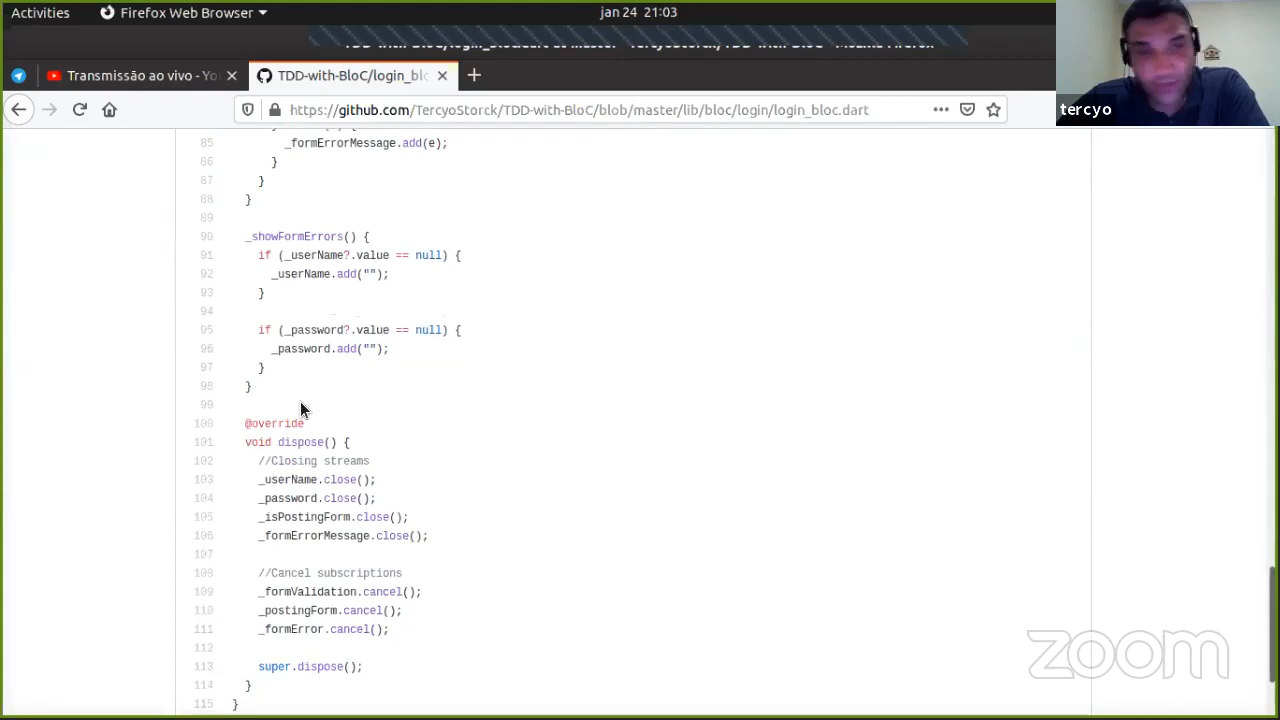 Activities
Firefox Web Browser
jan 24 21:03
Transmissão ao vivo - Yo
TDD-with-BloC/login_blo
https://github.com/TercyoStorck/TDD-with-BloC/blob/master/lib/bloc/login/login_bloc.dart
tercyo
85 _formErrorMessage.add(e);
86 }
87 }
88 }
89
90 _showFormErrors() {
91 if (_userName?.value == null) {
92 _userName.add("");
93 }
94
95 if (_password?.value == null) {
96 _password.add("");
97 }
98 }
99
100 @override
101 void dispose() {
102 //Closing streams
103 _userName.close();
104 _password.close();
105 _isPostingForm.close();
106 _formErrorMessage.close();
107
108 //Cancel subscriptions
109 _formValidation.cancel();
110 _postingForm.cancel();
111 _formError.cancel();
112
113 super.dispose();
114 }
115 }
zoom